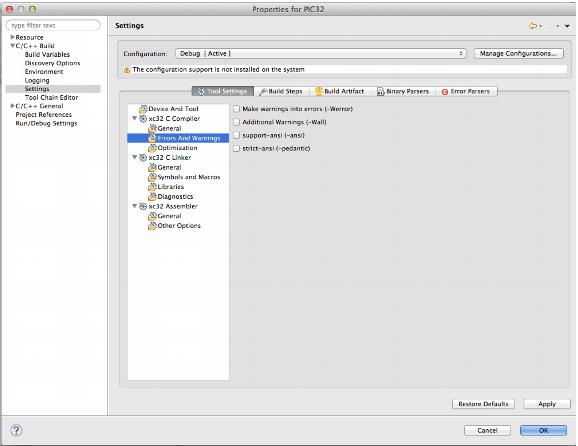 Properties for PIC32
type filter text
Resource
C/C++ Build
Build Variables
Discovery Options
Environment
Logging
Settings
Tool Chain Editor
C/C++ General
Project References
Run/Debug Settings
Settings
Configuration: Debug [ Active ] Manage Configurations...
The configuration support is not installed on the system
Tool Settings Build Steps Build Artifact Binary Parsers Error Parsers
Device And Tool
xc32 C Compiler
General
Errors And Warnings
Optimization
xc32 C Linker
General
Symbols and Macros
Libraries
Diagnostics
xc32 Assembler
General
Other Options
Make warnings into errors (-Werror)
Additional Warnings (-Wall)
support-ansi (-ansi)
strict-ansi (-pedantic)
Restore Defaults Apply
? Cancel OK